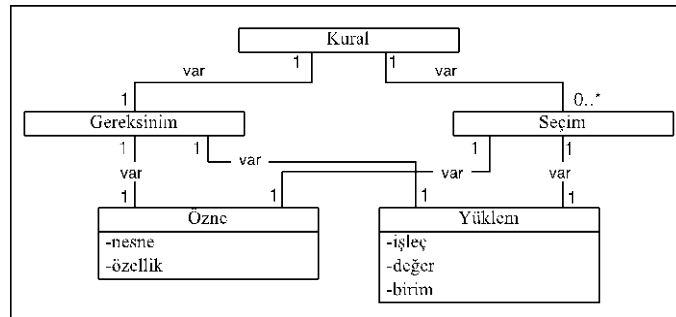 Kural
1 1
var var
1 0..*
Gereksinim Seçim
1 1 1 1
var var var var
1 1 1 1
Özne Yüklem
-nesne -işleç
-özellik -değer
-birim